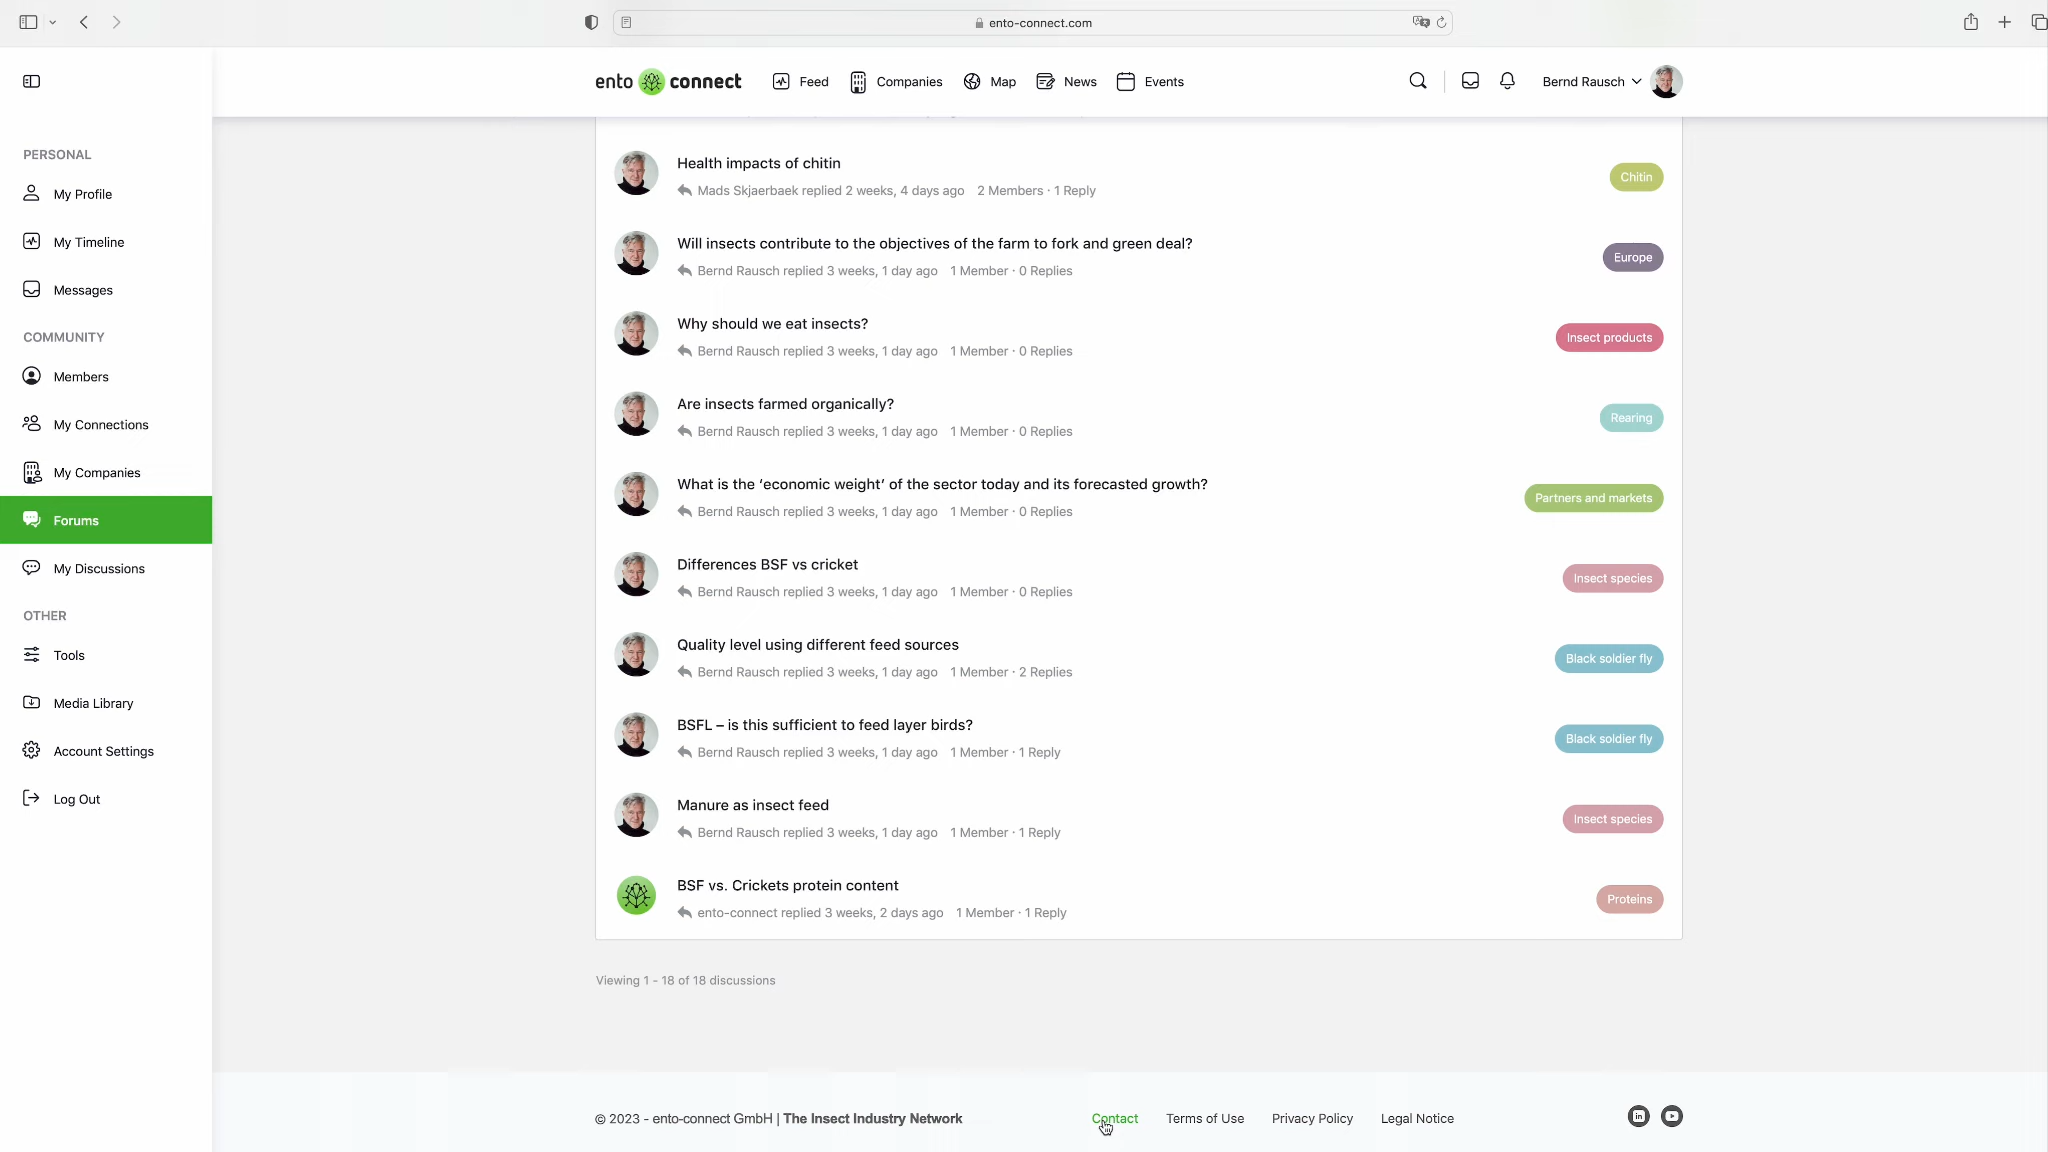 ento-connect.com
ento connect
Feed
Companies
Map
News
Events
Bernd Rausch
PERSONAL
My Profile
My Timeline
Messages
COMMUNITY
Members
My Connections
My Companies
Forums
My Discussions
OTHER
Tools
Media Library
Account Settings
Log Out
Health impacts of chitin
Mads Skjaerbaek replied 2 weeks, 4 days ago 2 Members · 1 Reply
Chitin
Will insects contribute to the objectives of the farm to fork and green deal?
Bernd Rausch replied 3 weeks, 1 day ago 1 Member · 0 Replies
Europe
Why should we eat insects?
Bernd Rausch replied 3 weeks, 1 day ago 1 Member · 0 Replies
Insect products
Are insects farmed organically?
Bernd Rausch replied 3 weeks, 1 day ago 1 Member · 0 Replies
Rearing
What is the ‘economic weight’ of the sector today and its forecasted growth?
Bernd Rausch replied 3 weeks, 1 day ago 1 Member · 0 Replies
Partners and markets
Differences BSF vs cricket
Bernd Rausch replied 3 weeks, 1 day ago 1 Member · 0 Replies
Insect species
Quality level using different feed sources
Bernd Rausch replied 3 weeks, 1 day ago 1 Member · 2 Replies
Black soldier fly
BSFL – is this sufficient to feed layer birds?
Bernd Rausch replied 3 weeks, 1 day ago 1 Member · 1 Reply
Black soldier fly
Manure as insect feed
Bernd Rausch replied 3 weeks, 1 day ago 1 Member · 1 Reply
Insect species
BSF vs. Crickets protein content
ento-connect replied 3 weeks, 2 days ago 1 Member · 1 Reply
Proteins
Viewing 1 - 18 of 18 discussions
© 2023 - ento-connect GmbH | The Insect Industry Network
Contact
Terms of Use
Privacy Policy
Legal Notice